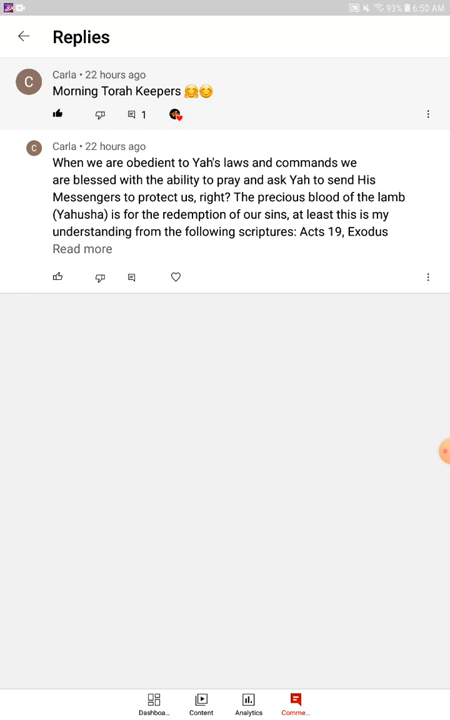 93% 6:50 AM
Replies
C
Carla • 22 hours ago
Morning Torah Keepers 🤗😊
1
C
Carla • 22 hours ago
When we are obedient to Yah's laws and commands we
are blessed with the ability to pray and ask Yah to send His
Messengers to protect us, right? The precious blood of the lamb
(Yahusha) is for the redemption of our sins, at least this is my
understanding from the following scriptures: Acts 19, Exodus
Read more
Dashboa... Content Analytics Comme...